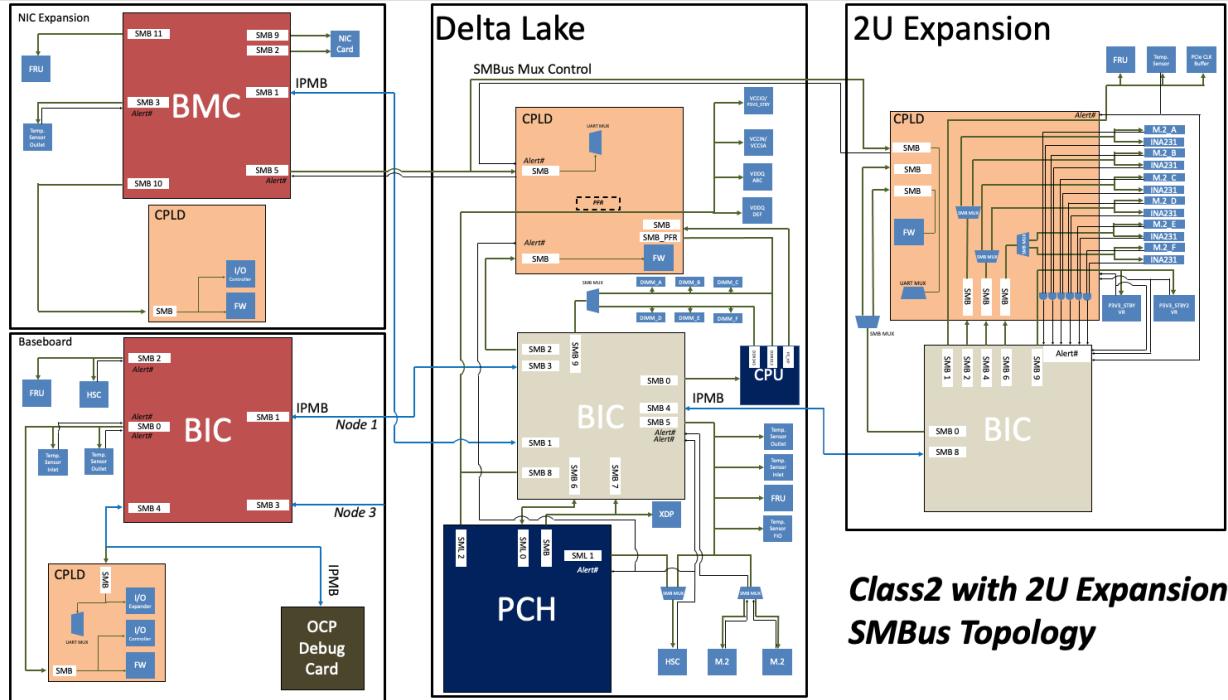 NIC Expansion
SMB 11
SMB 9
SMB 2
NIC
Card
FRU
IPMB
SMB 1
SMB 3
Alert#
BMC
Temp.
Sensor
Outlet
SMB 5
Alert#
SMB 10
CPLD
I/O
Controller
FW
SMB
Baseboard
SMB 2
Alert#
FRU
HSC
Alert#
SMB 0
Alert#
BIC
SMB 1
IPMB
Node 1
Temp.
Sensor
Inlet
Temp.
Sensor
Outlet
SMB 4
SMB 3
Node 3
CPLD
SMB
I/O
Expander
UART MUX
I/O
Controller
FW
SMB
IPMB
OCP
Debug
Card
Delta Lake
SMBus Mux Control
CPLD
UART MUX
Alert#
SMB
PFR
SMB
SMB_PFR
Alert#
SMB
FW
VCCIO/
P3V3_STBY
VCCIN/
VCCSA
VDDQ
ABC
VDDQ
DEF
SMB MUX
DIMM_A
DIMM_B
DIMM_C
DIMM_D
DIMM_E
DIMM_F
SMB 2
SMB 3
SMB 9
SMB 0
CPU
BIC
IPMB
SMB 4
SMB 5
Alert#
Alert#
SMB 1
SMB 8
SMB 6
SMB 7
Temp.
Sensor
Outlet
Temp.
Sensor
Inlet
FRU
Temp.
Sensor
FIO
XDP
SML 2
SML 0
SMB
SML 1
Alert#
PCH
SMB MUX
SMB MUX
HSC
M.2
M.2
2U Expansion
FRU
Temp.
Sensor
PCIe CLK
Buffer
CPLD
Alert#
SMB
SMB
SMB
FW
UART MUX
SMB MUX
SMB MUX
SMB MUX
SMB
SMB
SMB
M.2_A
INA231
M.2_B
INA231
M.2_C
INA231
M.2_D
INA231
M.2_E
INA231
M.2_F
INA231
P3V3_STBY
VR
P3V3_STBY2
VR
SMB MUX
SMB 1
SMB 2
SMB 4
SMB 6
SMB 9
Alert#
BIC
SMB 0
SMB 8
Class2 with 2U Expansion
SMBus Topology